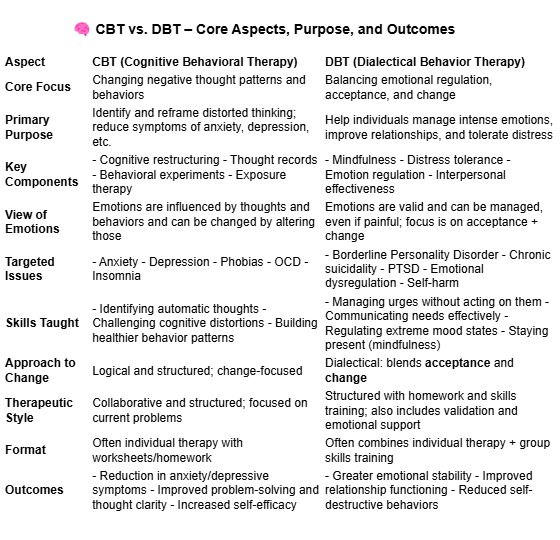 🧠 CBT vs. DBT – Core Aspects, Purpose, and Outcomes
Aspect CBT (Cognitive Behavioral Therapy) DBT (Dialectical Behavior Therapy)
Core Focus
Changing negative thought patterns and
behaviors
Balancing emotional regulation,
acceptance, and change
Primary
Purpose
Identify and reframe distorted thinking;
reduce symptoms of anxiety, depression,
etc.
Help individuals manage intense emotions,
improve relationships, and tolerate distress
Key
Components
- Cognitive restructuring - Thought records
- Behavioral experiments - Exposure
therapy
- Mindfulness - Distress tolerance -
Emotion regulation - Interpersonal
effectiveness
View of
Emotions
Emotions are influenced by thoughts and
behaviors and can be changed by altering
those
Emotions are valid and can be managed,
even if painful; focus on acceptance +
change
Targeted
Issues
- Anxiety - Depression - Phobias - OCD -
Insomnia
- Borderline Personality Disorder - Chronic
suicidality - PTSD - Emotional
dysregulation - Self-harm
Skills Taught
- Identifying automatic thoughts -
Challenging cognitive distortions - Building
healthier behavior patterns
- Managing urges without acting on them -
Communicating needs effectively -
Regulating extreme mood states - Staying
present (mindfulness)
Approach to
Change
Logical and structured; change-focused
Dialectical: blends acceptance and
change
Therapeutic
Style
Collaborative and structured; focused on
current problems
Structured with homework and skills
training; also includes validation and
emotional support
Format
Often individual therapy with
worksheets/homework
Often combines individual therapy + group
skills training
Outcomes
- Reduction in anxiety/depressive
symptoms - Improved problem-solving and
thought clarity - Increased self-efficacy
- Greater emotional stability - Improved
relationship functioning - Reduced self-
destructive behaviors